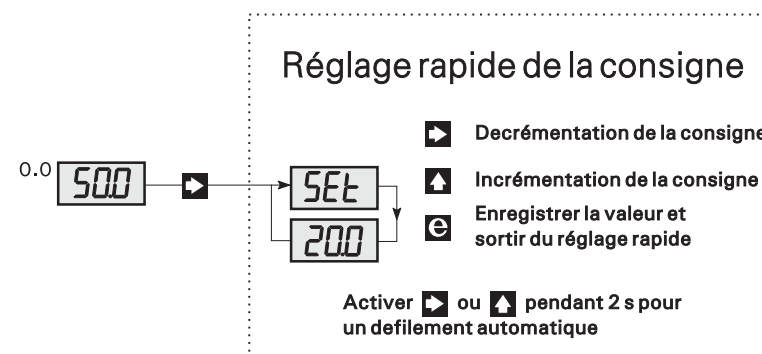 Réglage rapide de la consigne
Decrémentation de la consigne
0.0 50.0
SEt
Incrémentation de la consigne
20.0
e Enregistrer la valeur et
sortir du réglage rapide
Activer ou pendant 2 s pour
un defilement automatique